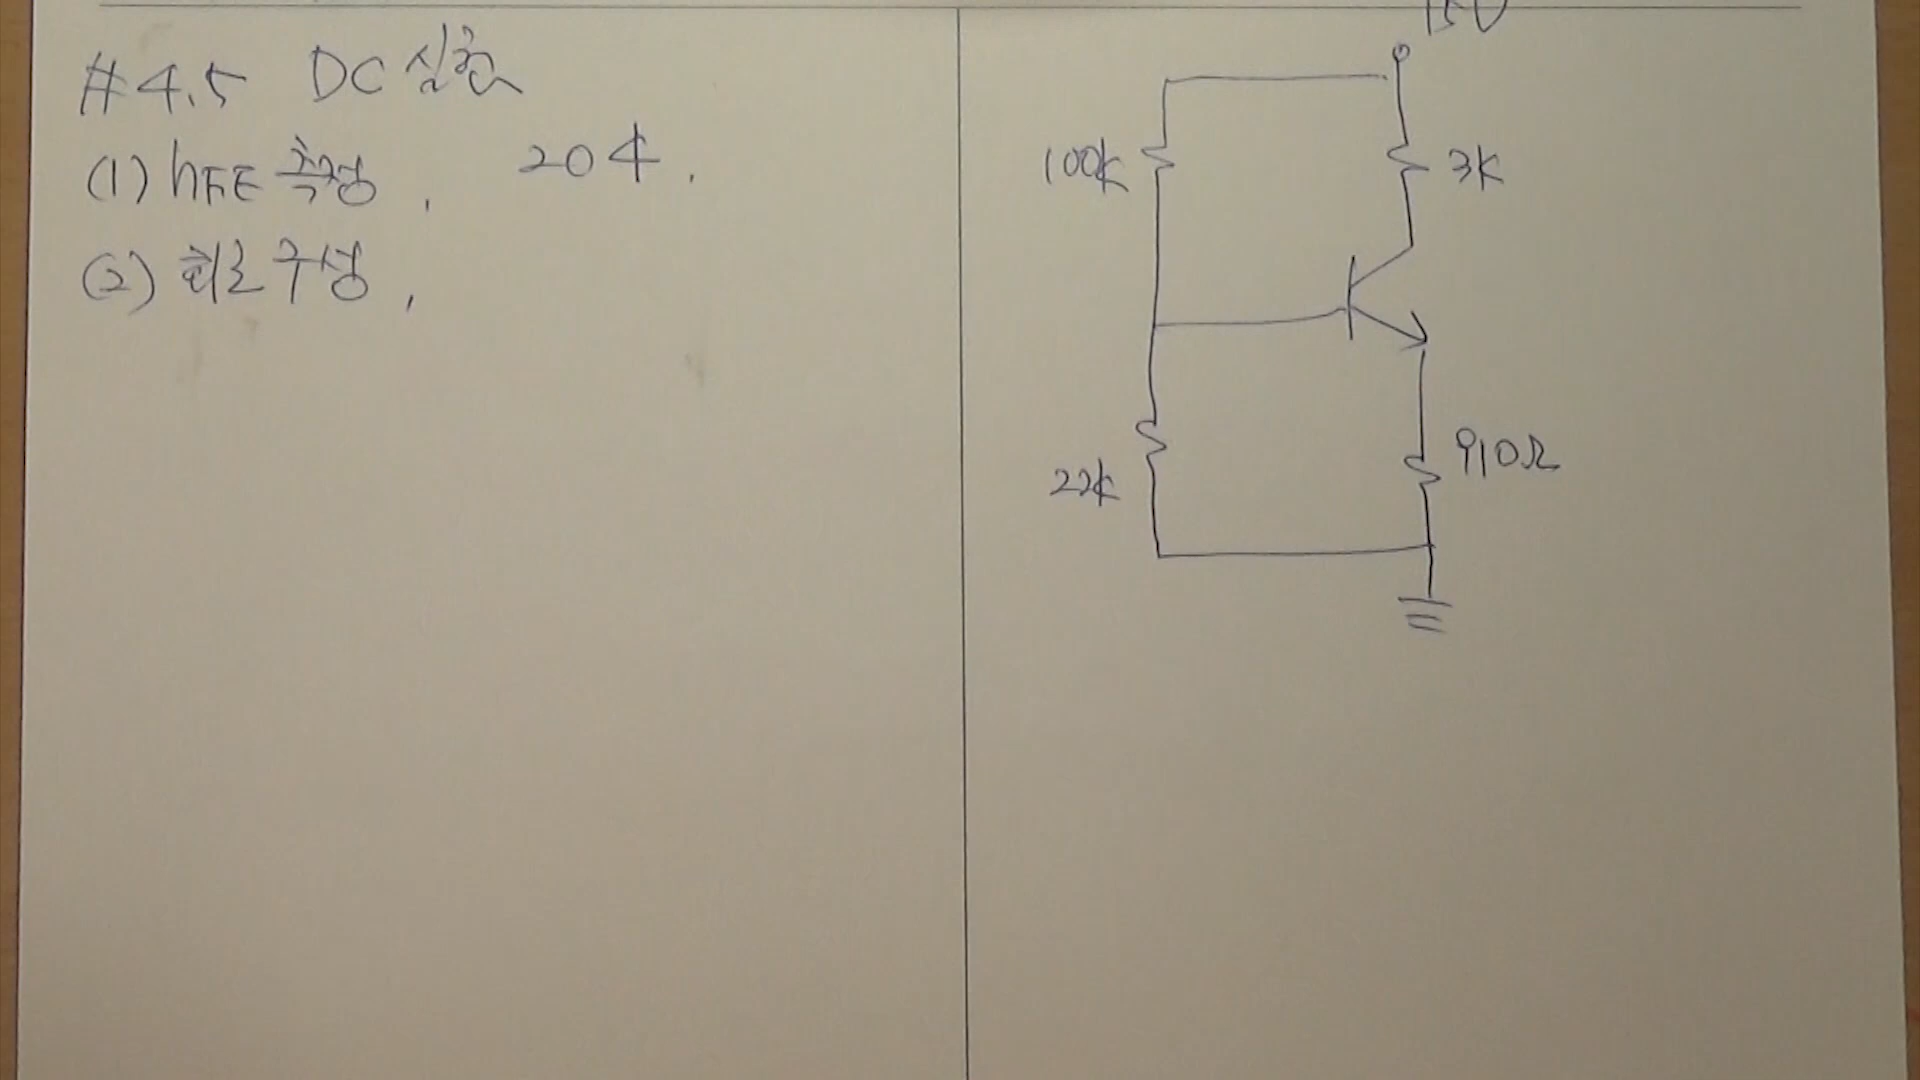 #4.5 DC 실험
(1) hFE 측정, 204.
(2) 회로 구성,
100k
3k
22k
910Ω